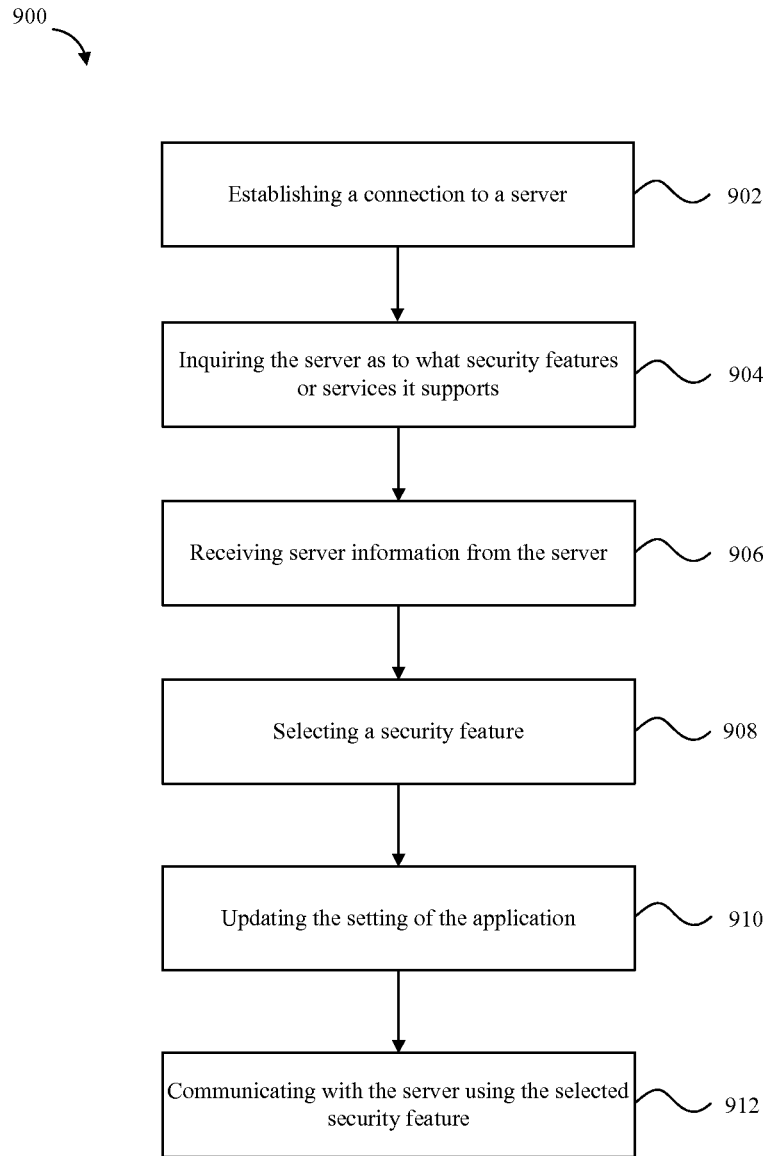 900
Establishing a connection to a server
902
Inquiring the server as to what security features
or services it supports
904
Receiving server information from the server
906
Selecting a security feature
908
Updating the setting of the application
910
Communicating with the server using the selected
security feature
912